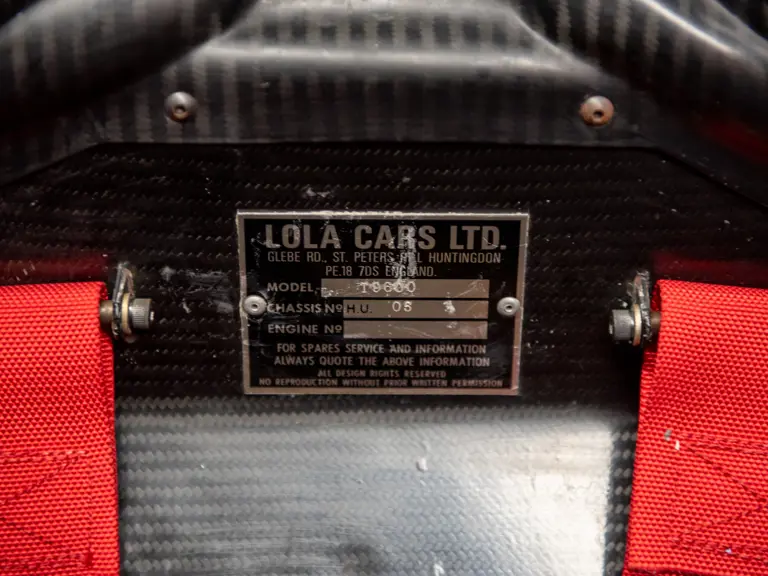 LOLA CARS LTD.
GLEBE RD., ST. PETERS HILL HUNTINGDON
PE.18 7DS ENGLAND.
MODEL T9600
CHASSIS Nº H.U. 08
ENGINE Nº
FOR SPARES SERVICE AND INFORMATION
ALWAYS QUOTE THE ABOVE INFORMATION
ALL DESIGN RIGHTS RESERVED
NO REPRODUCTION WITHOUT PRIOR WRITTEN PERMISSION